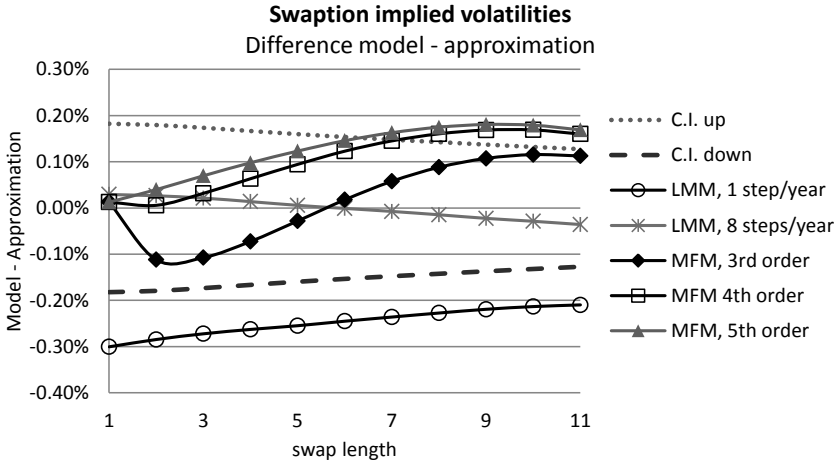 Swaption implied volatilities
Difference model - approximation
Model - Approximation
0.30%
0.20%
0.10%
0.00%
-0.10%
-0.20%
-0.30%
-0.40%
1 3 5 7 9 11
swap length
C.I. up
C.I. down
LMM, 1 step/year
LMM, 8 steps/year
MFM, 3rd order
MFM 4th order
MFM, 5th order